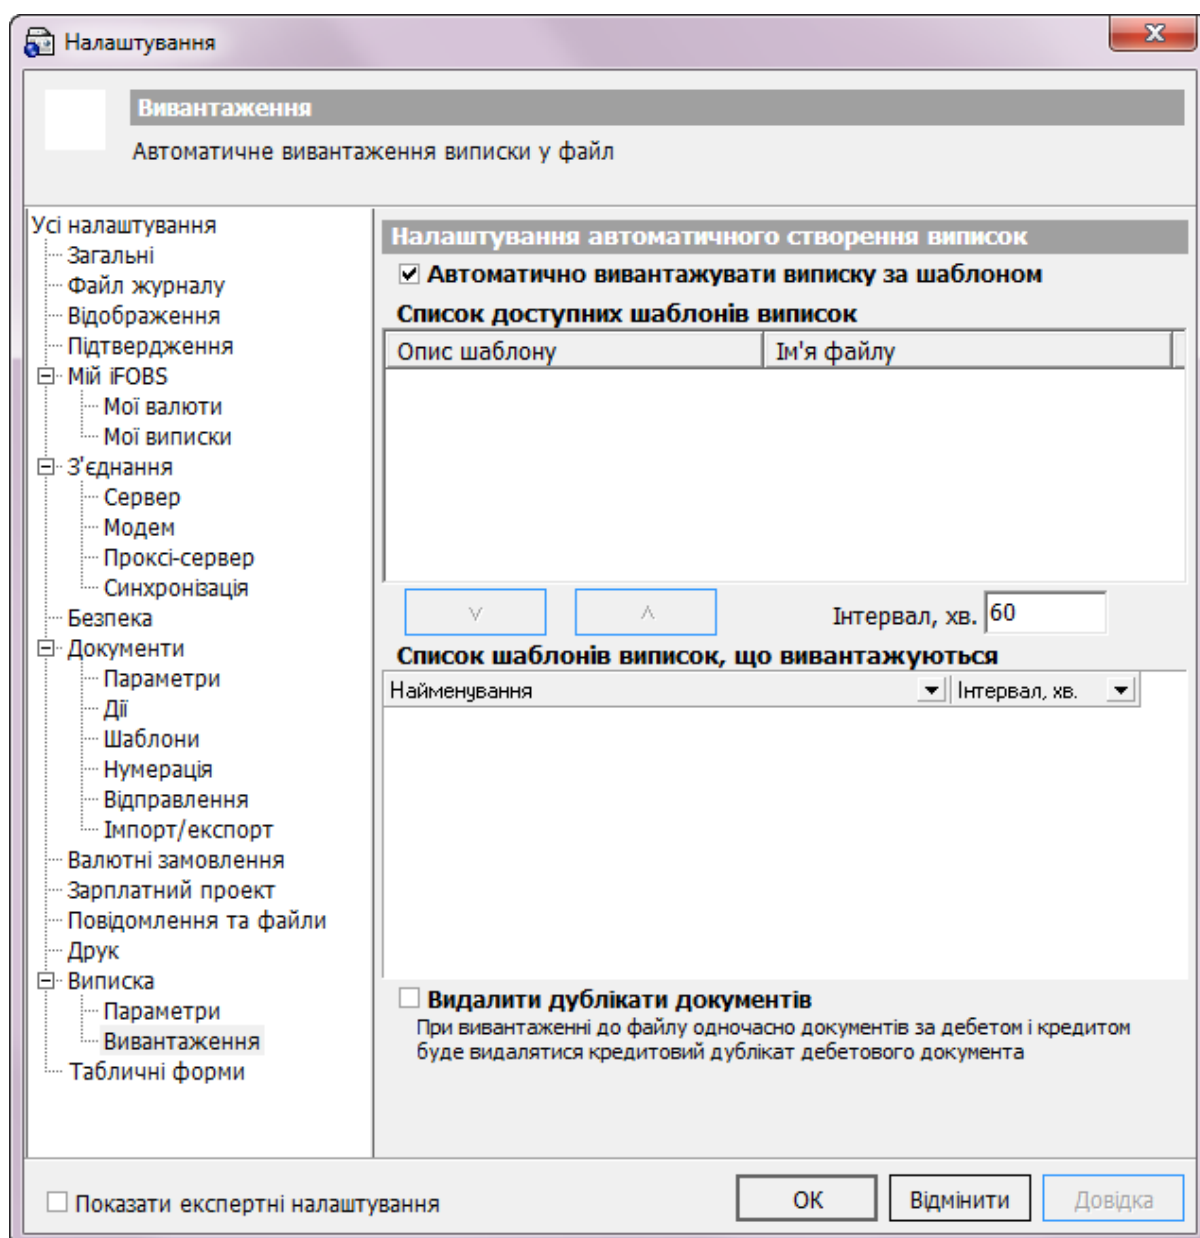 Налаштування
Вивантаження
Автоматичне вивантаження виписки у файл
Усі налаштування
Загальні
Файл журналу
Відображення
Підтвердження
Мій iFOBS
Мої валюти
Мої виписки
З'єднання
Сервер
Модем
Проксі-сервер
Синхронізація
Безпека
Документи
Параметри
Дії
Шаблони
Нумерація
Відправлення
Імпорт/експорт
Валютні замовлення
Зарплатний проект
Повідомлення та файли
Друк
Виписка
Параметри
Вивантаження
Табличні форми
Налаштування автоматичного створення виписок
Автоматично вивантажувати виписку за шаблоном
Список доступних шаблонів виписок
Опис шаблону Ім'я файлу
Інтервал, хв. 60
Список шаблонів виписок, що вивантажуються
Найменування Інтервал, хв.
Видалити дублікати документів
При вивантаженні до файлу одночасно документів за дебетом і кредитом
буде видалятися кредитовий дублікат дебетового документа
Показати експертні налаштування
ОК Відмінити Довідка